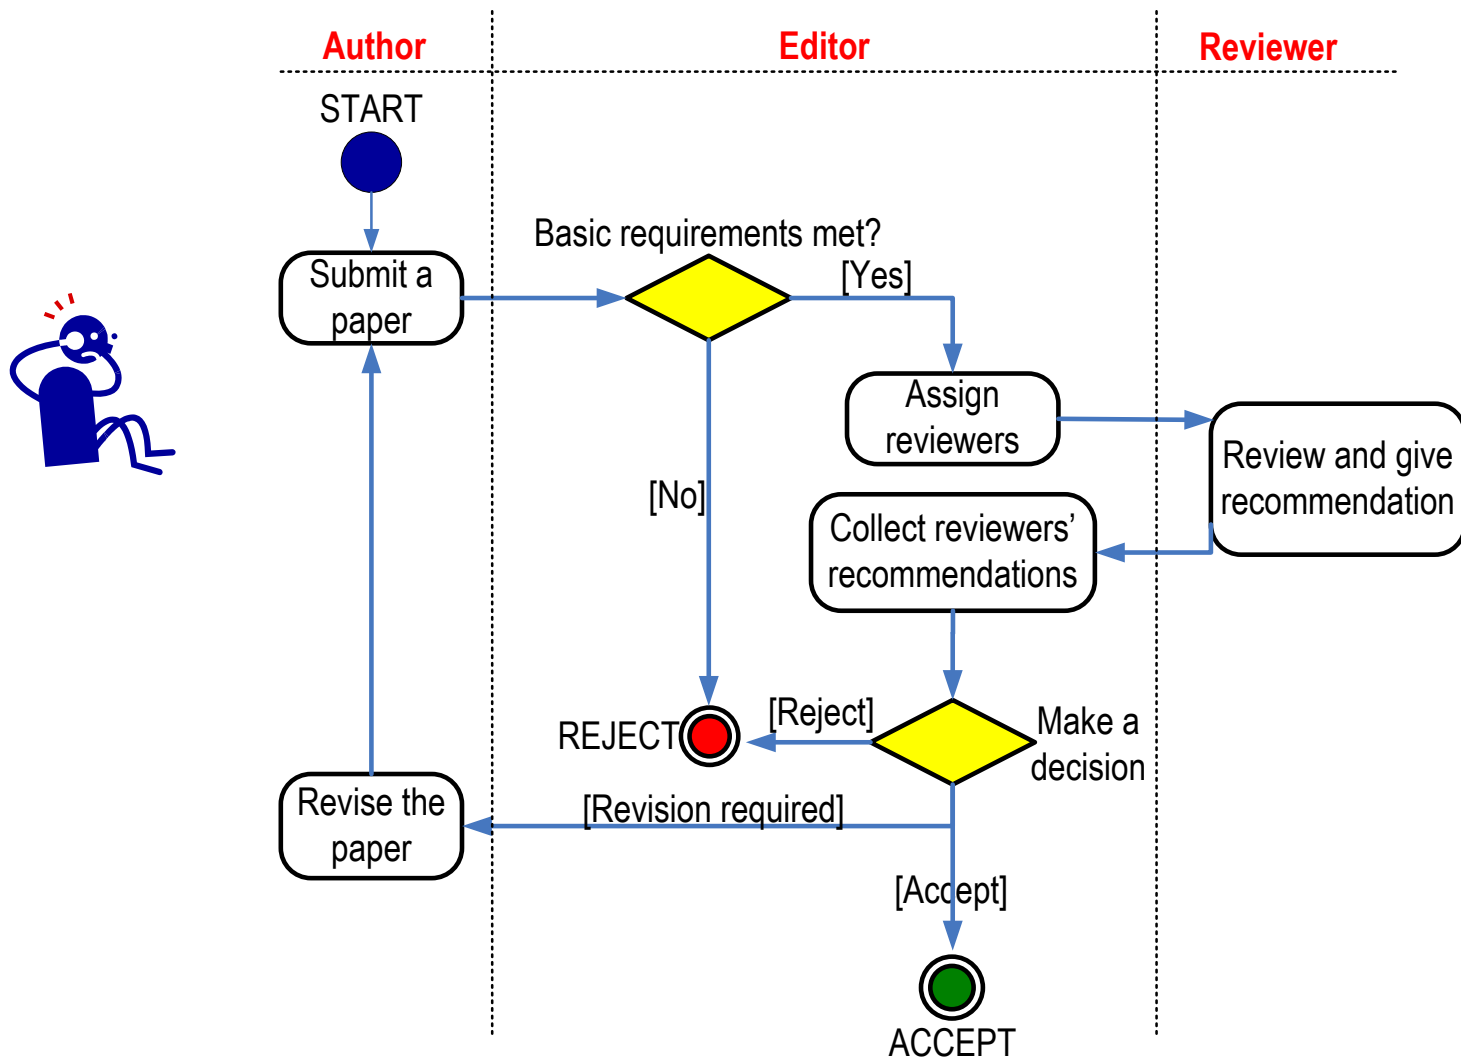 Author
Editor
Reviewer
START
Basic requirements met?
[Yes]
Submit a
paper
Assign
reviewers
Review and give
recommendation
[No]
Collect reviewers’
recommendations
[Reject]
Make a
decision
REJECT
Revise the
paper
[Revision required]
[Accept]
ACCEPT